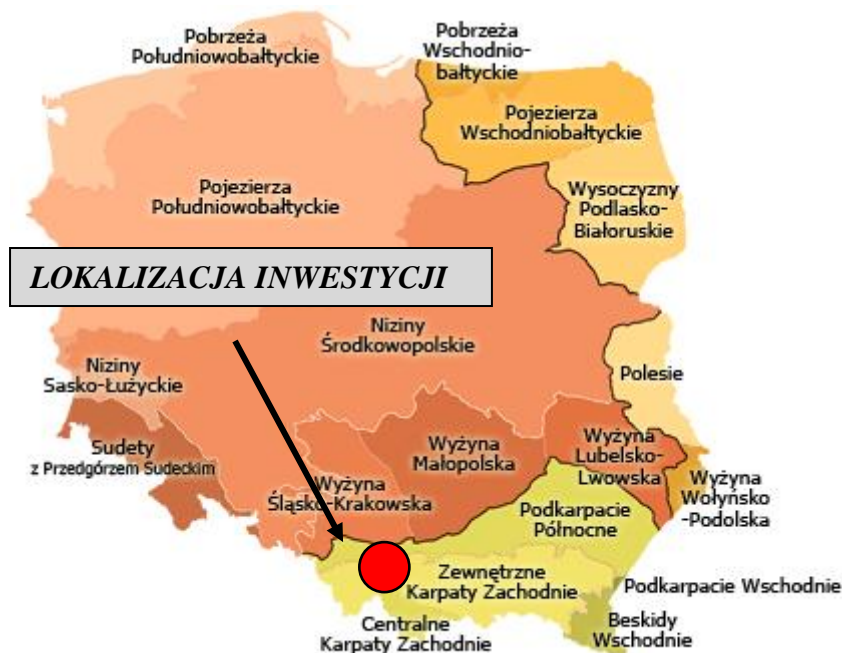 Pobrzeża
Południowobałtyckie
Pobrzeża
Wschodnio-
bałtyckie
Pojezierza
Wschodniobałtyckie
Pojezierza
Południowobałtyckie
Wysoczyzny
Podlasko-
Białoruskie
LOKALIZACJA INWESTYCJI
Niziny
Środkowopolskie
Niziny
Sasko-Łużyckie
Polesie
Sudety
z Przedgórzem Sudeckim
Wyżyna
Małopolska
Wyżyna
Lubelsko-
Lwowska
Wyżyna
Śląsko-Krakowska
Wyżyna
Wołyńsko
-Podolska
Podkarpacie
Północne
Zewnętrzne
Karpaty Zachodnie
Podkarpacie Wschodnie
Centralne
Karpaty Zachodnie
Beskidy
Wschodnie